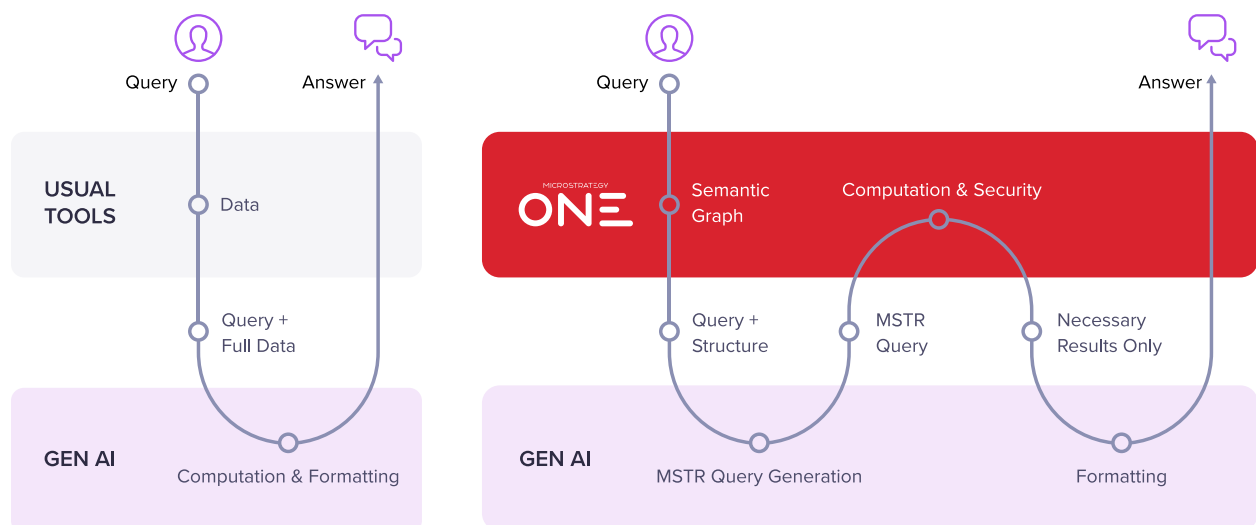 Query
Answer
USUAL
TOOLS
Data
Query +
Full Data
GEN AI
Computation & Formatting
Query
Answer
MICROSTRATEGY
ONE
Semantic
Graph
Computation & Security
Query +
Structure
MSTR
Query
Necessary
Results Only
GEN AI
MSTR Query Generation
Formatting